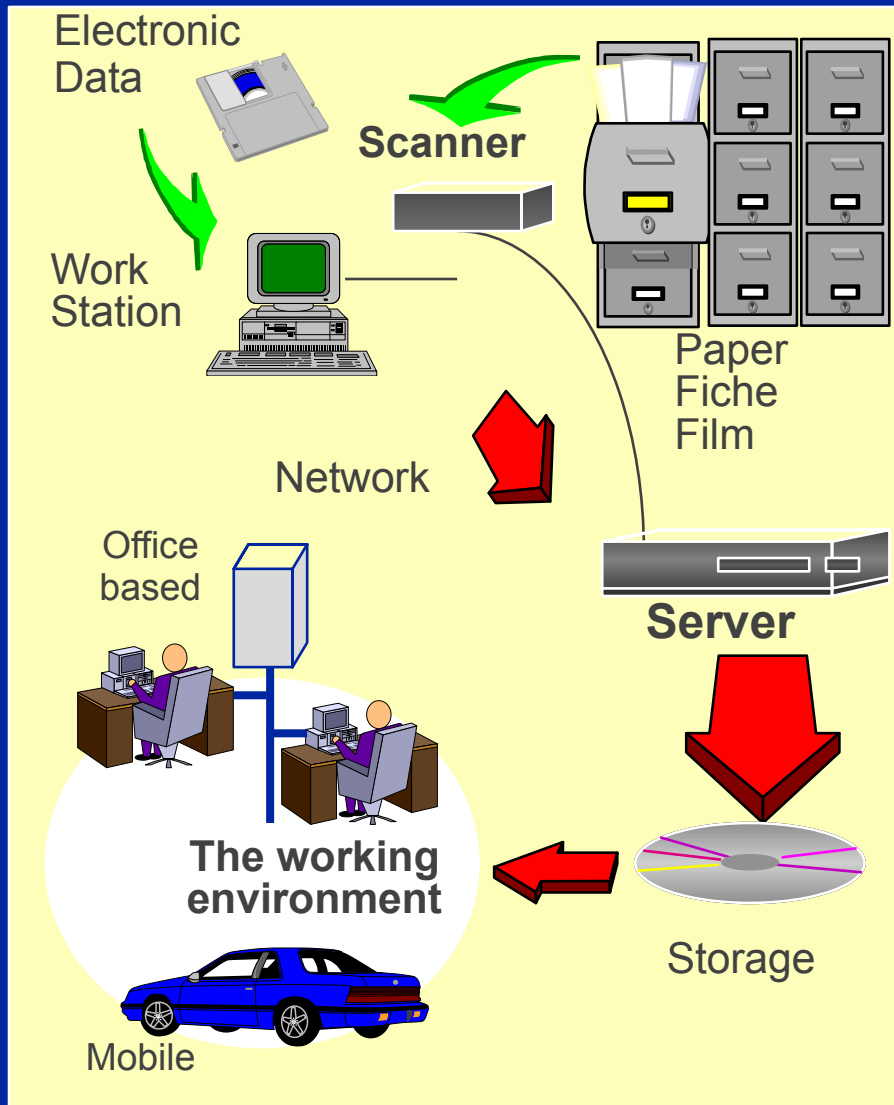 Electronic
Data
Scanner
Work
Station
Paper
Fiche
Film
Network
Office
based
Server
The working
environment
Storage
Mobile